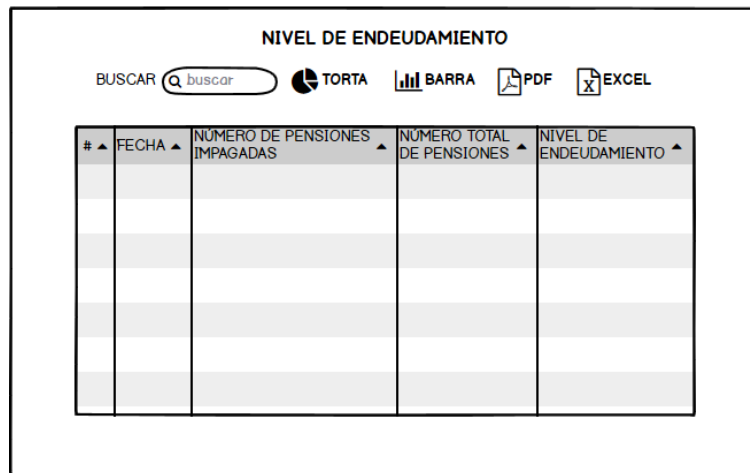 NIVEL DE ENDEUDAMIENTO
BUSCAR buscar TORTA BARRA PDF EXCEL
# FECHA NÚMERO DE PENSIONES IMPAGADAS NÚMERO TOTAL DE PENSIONES NIVEL DE ENDEUDAMIENTO